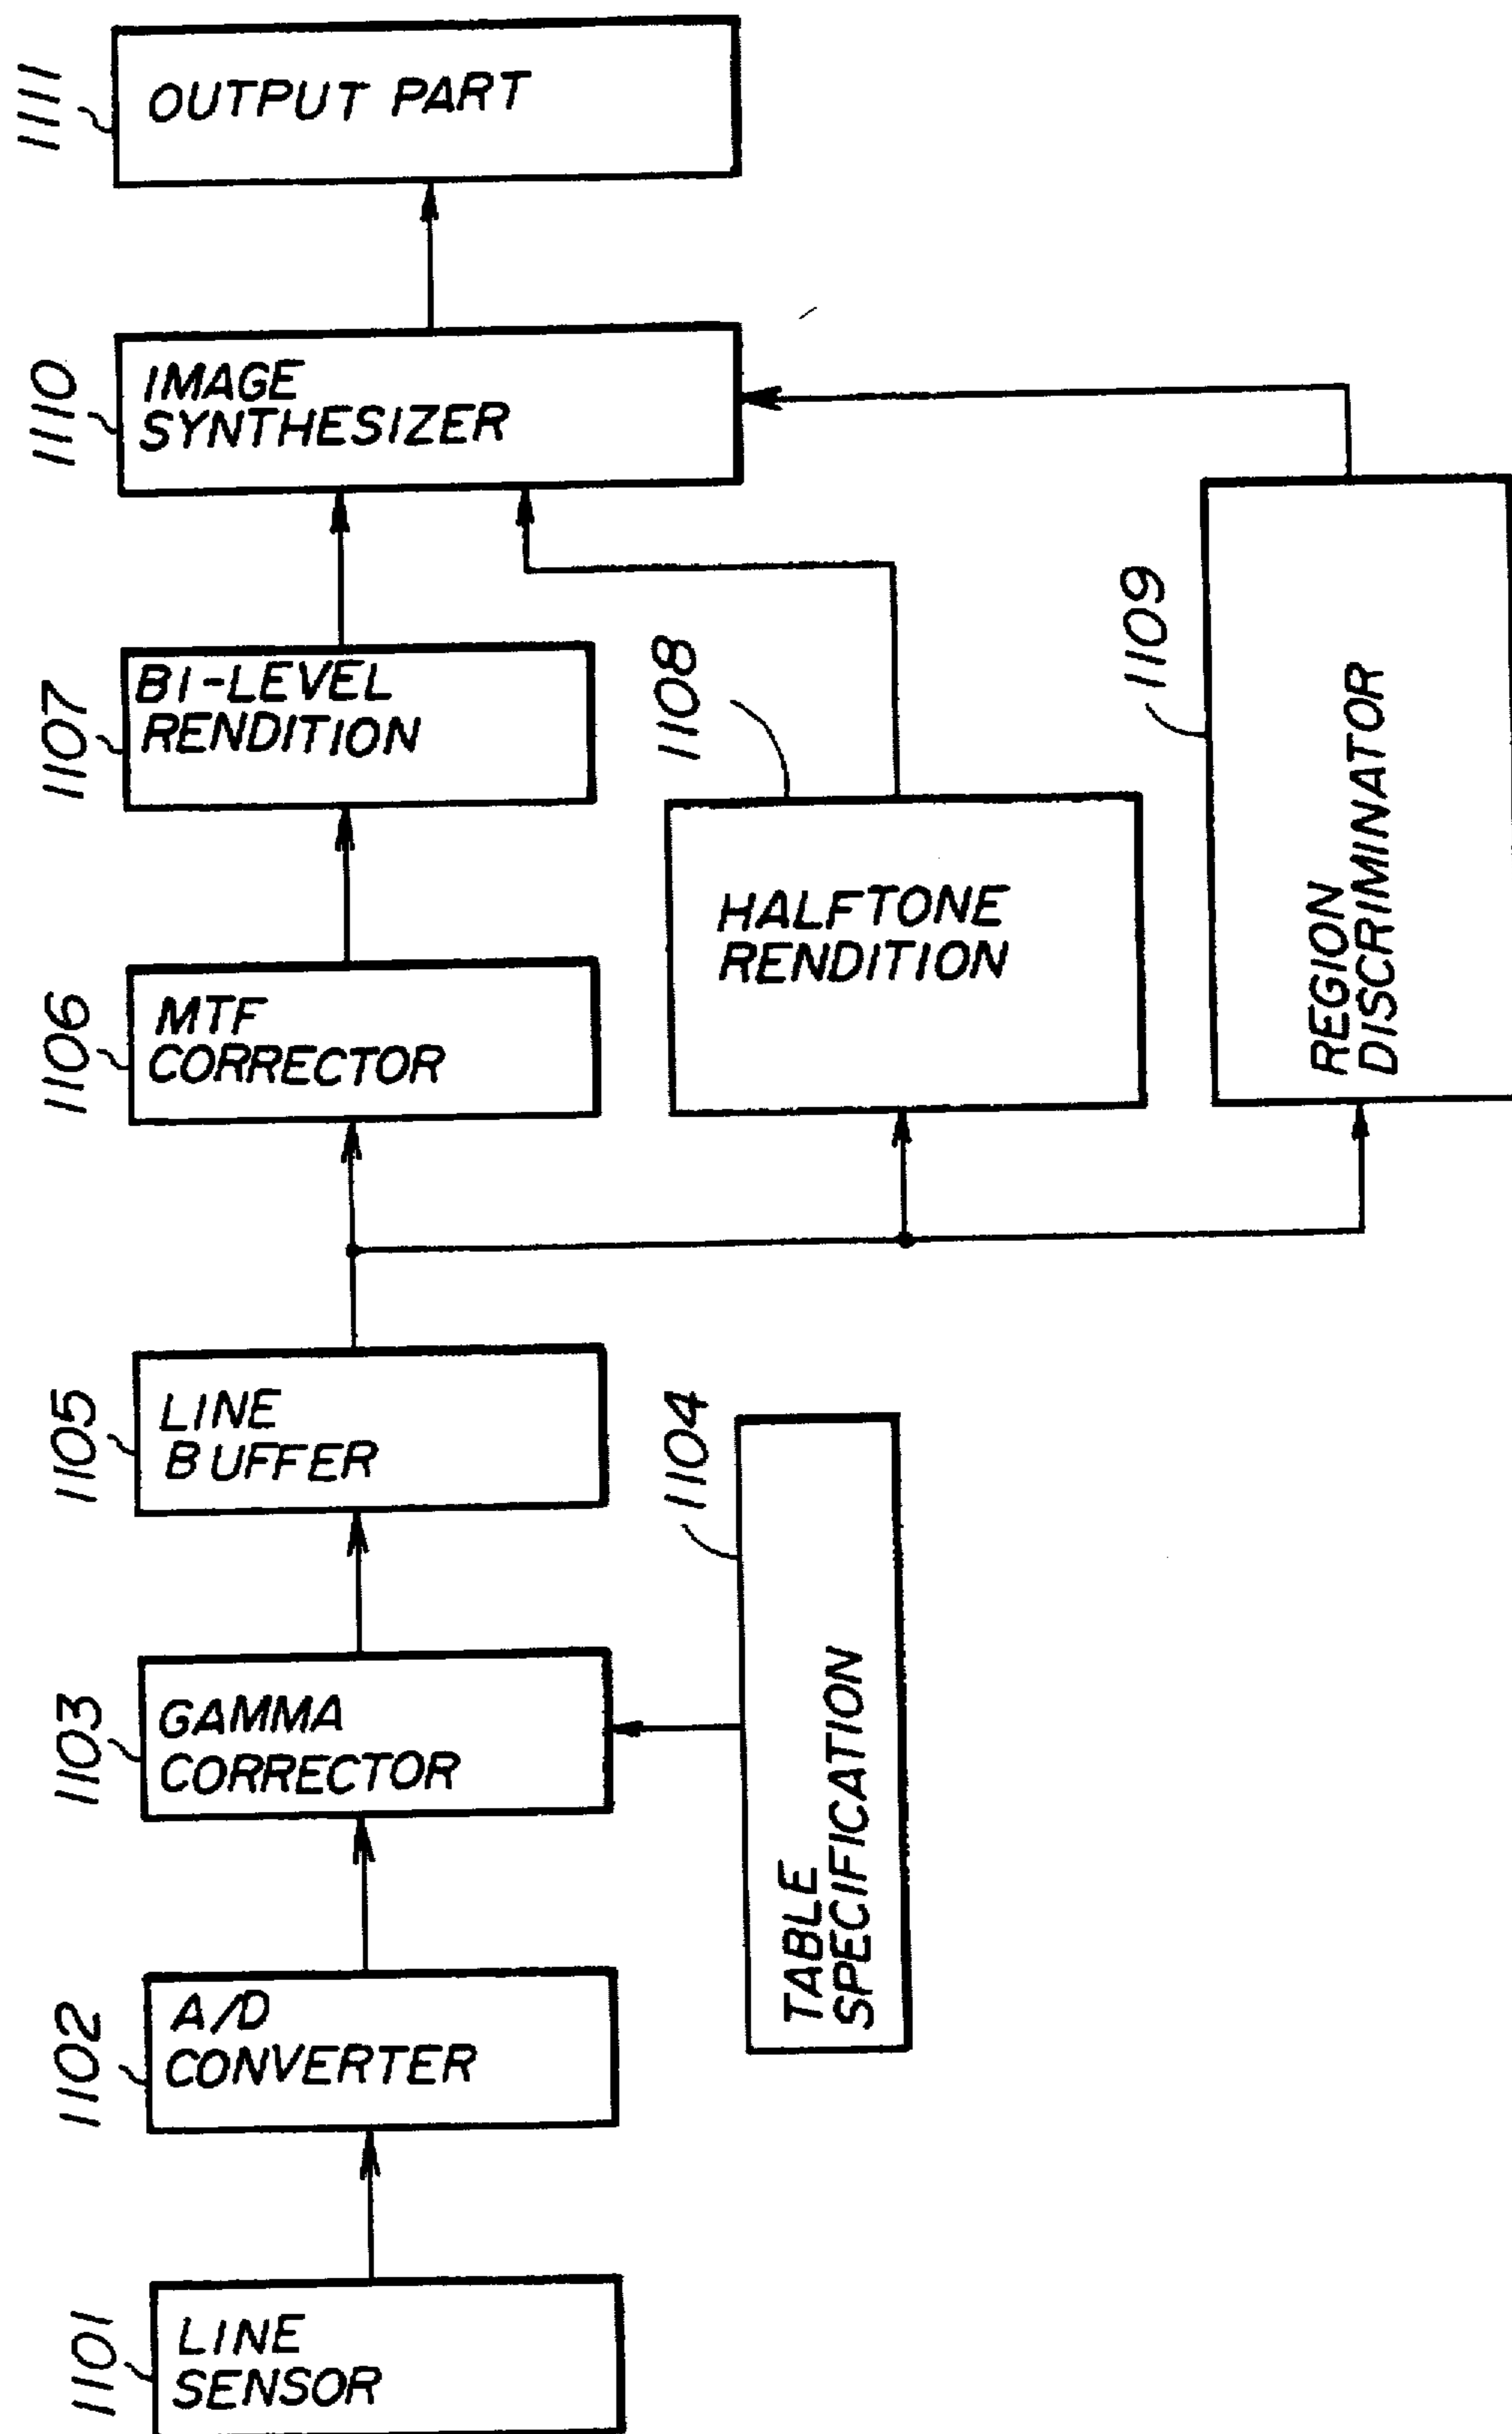 1111
OUTPUT PART
1110
IMAGE
SYNTHESIZER
1107
BI-LEVEL
RENDITION
1108
HALFTONE
RENDITION
1109
REGION
DISCRIMINATOR
1106
MTF
CORRECTOR
1105
LINE
BUFFER
1104
TABLE
SPECIFICATION
1103
GAMMA
CORRECTOR
1102
A/D
CONVERTER
1101
LINE
SENSOR